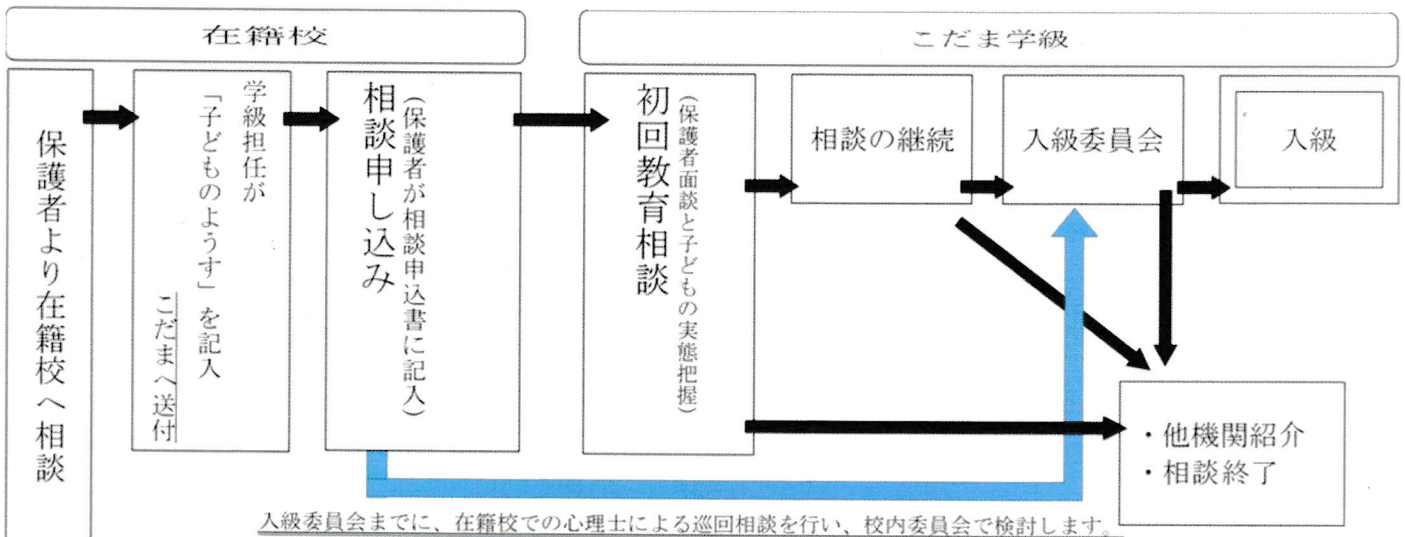 在籍校
こだま学級
保護者より在籍校へ相談
学級担任が
「子どものようす」を記入
こだまへ送付
相談申し込み
(保護者が相談申込書に記入)
初回教育相談
(保護者面談と子どもの実態把握)
相談の継続
入級委員会
入級
・他機関紹介
・相談終了
入級委員会までに、在籍校での心理士による巡回相談を行い、校内委員会で検討します。